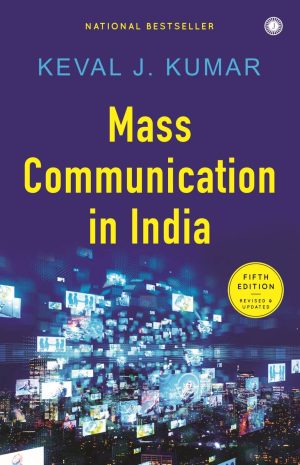 NATIONAL BESTSELLER
KEVAL J. KUMAR
Mass
Communication
in India
FIFTH
EDITION
REVISED &
UPDATED